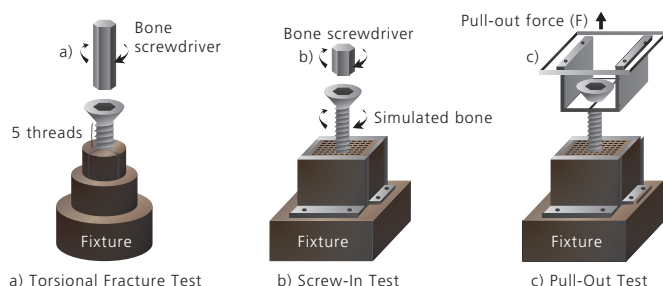 a)
Bone
screwdriver
5 threads
Fixture
a) Torsional Fracture Test
Bone screwdriver
b)
Simulated bone
Fixture
b) Screw-In Test
Pull-out force (F)
c)
Fixture
c) Pull-Out Test